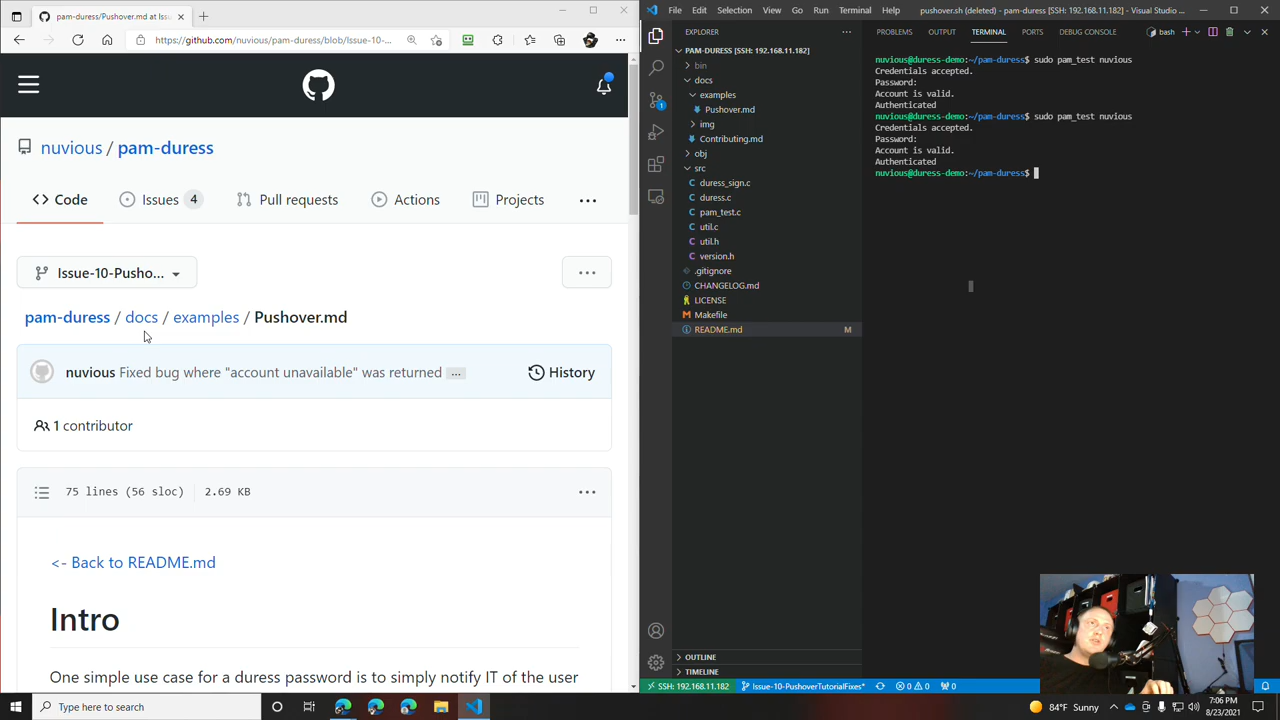 pam-duress/Pushover.md at Issu
https://github.com/nuvious/pam-duress/blob/Issue-10-...
nuvious / pam-duress
Code
Issues 4
Pull requests
Actions
Projects
...
Issue-10-Pusho...
...
pam-duress / docs / examples / Pushover.md
nuvious Fixed bug where "account unavailable" was returned ...
History
1 contributor
75 lines (56 sloc) 2.69 KB
...
<- Back to README.md
Intro
One simple use case for a duress password is to simply notify IT of the user
File Edit Selection View Go Run Terminal Help
pushover.sh (deleted) - pam-duress [SSH: 192.168.11.182] - Visual Studio ...
EXPLORER
...
PAM-DURESS [SSH: 192.168.11.182]
bin
docs
examples
Pushover.md
img
Contributing.md
obj
src
C duress_sign.c
C duress.c
C pam_test.c
C util.c
C util.h
C version.h
.gitignore
CHANGELOG.md
LICENSE
M Makefile
README.md M
OUTLINE
TIMELINE
PROBLEMS OUTPUT TERMINAL PORTS DEBUG CONSOLE
bash
nuvious@duress-demo:~/pam-duress$ sudo pam_test nuvious
Credentials accepted.
Password:
Account is valid.
Authenticated
nuvious@duress-demo:~/pam-duress$ sudo pam_test nuvious
Credentials accepted.
Password:
Account is valid.
Authenticated
nuvious@duress-demo:~/pam-duress$
1
SSH: 192.168.11.182
Issue-10-PushoverTutorialFixes*
0 0
0
Type here to search
84°F Sunny
7:06 PM
8/23/2021